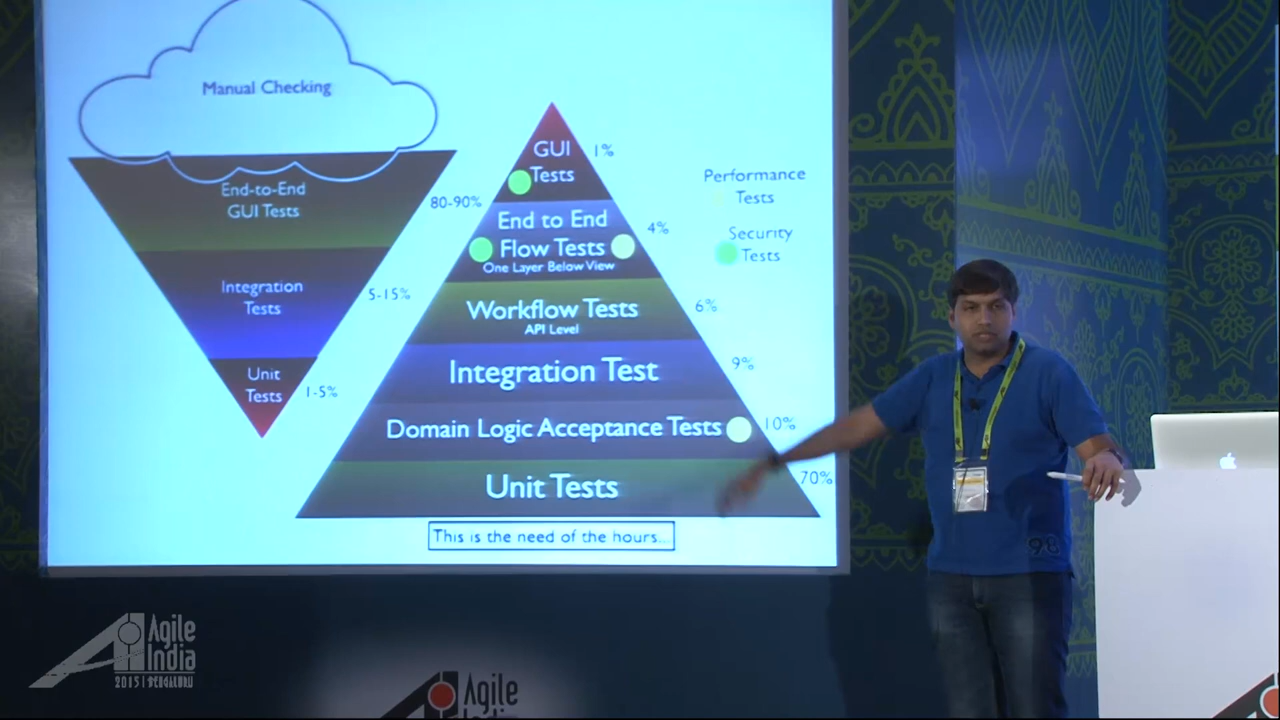 Manual Checking
End-to-End
GUI Tests
80-90%
Integration
Tests
5-15%
Unit
Tests
1-5%
GUI
Tests
1%
End to End
Flow Tests
One Layer Below View
4%
Workflow Tests
API Level
6%
Integration Test
9%
Domain Logic Acceptance Tests
10%
Unit Tests
70%
This is the need of the hours...
Performance
Tests
Security
Tests
98
Agile
India
2015 | BENGALURU
Agile
India